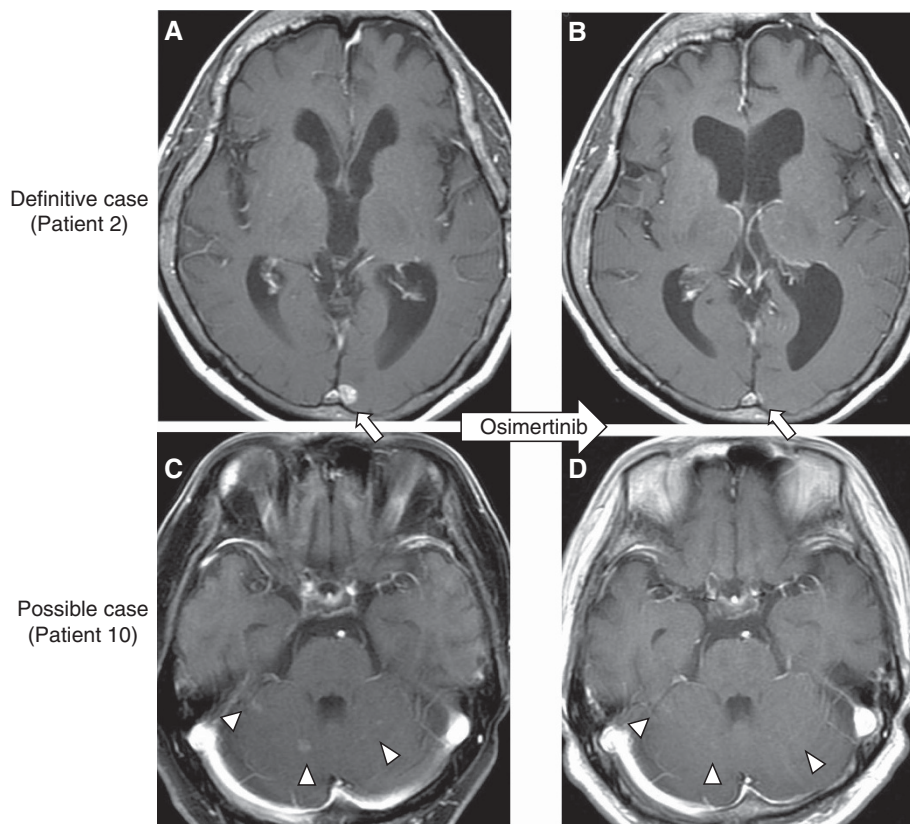 A
B
Definitive case
(Patient 2)
Osimertinib
C
D
Possible case
(Patient 10)